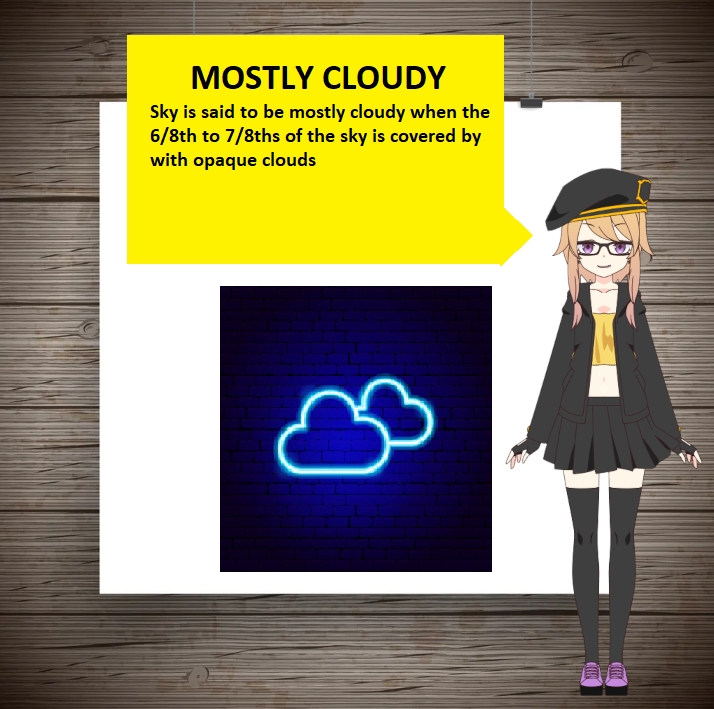 MOSTLY CLOUDY
Sky is said to be mostly cloudy when the
6/8th to 7/8ths of the sky is covered by
with opaque clouds